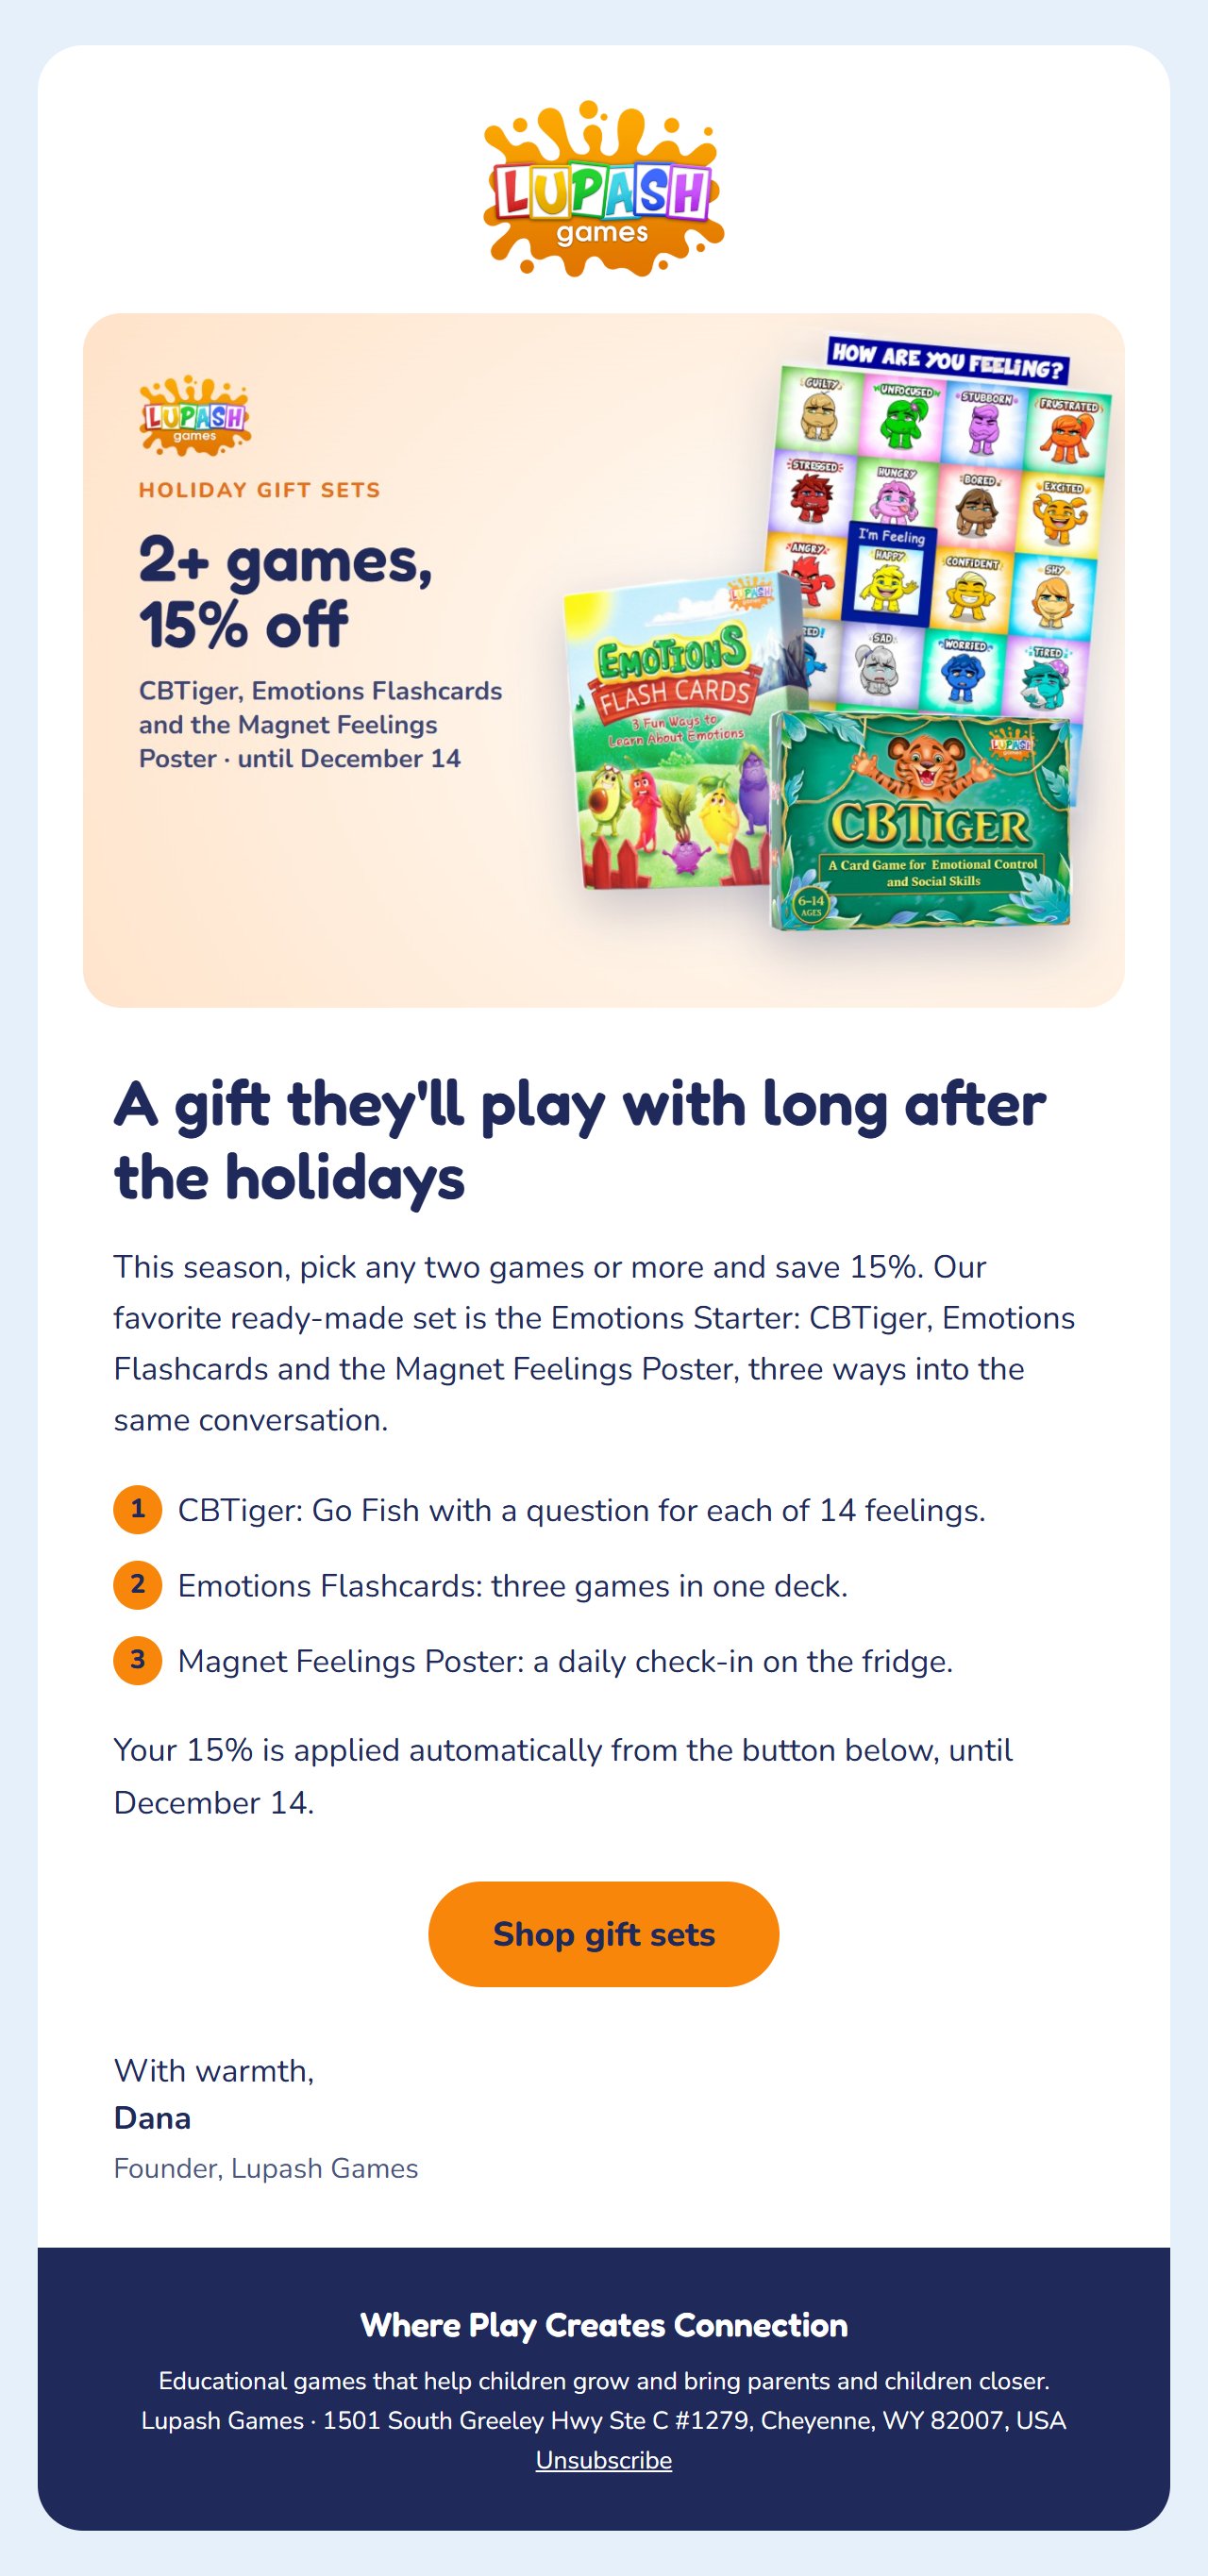 LUPASH
games
LUPASH
games
HOLIDAY GIFT SETS
2+ games,
15% off
CBTiger, Emotions Flashcards
and the Magnet Feelings
Poster · until December 14
HOW ARE YOU FEELING?
GUILTY
UNFOCUSED
STUBBORN
FRUSTRATED
STRESSED
HUNGRY
BORED
EXCITED
ANGRY
I'm Feeling
HAPPY
CONFIDENT
SHY
SAD
WORRIED
TIRED
LUPASH
EMOTIONS
FLASH CARDS
3 Fun Ways to
Learn About Emotions
LUPASH
CBTIGER
A Card Game for Emotional Control
and Social Skills
6-14
AGES
A gift they'll play with long after
the holidays
This season, pick any two games or more and save 15%. Our
favorite ready-made set is the Emotions Starter: CBTiger, Emotions
Flashcards and the Magnet Feelings Poster, three ways into the
same conversation.
1 CBTiger: Go Fish with a question for each of 14 feelings.
2 Emotions Flashcards: three games in one deck.
3 Magnet Feelings Poster: a daily check-in on the fridge.
Your 15% is applied automatically from the button below, until
December 14.
Shop gift sets
With warmth,
Dana
Founder, Lupash Games
Where Play Creates Connection
Educational games that help children grow and bring parents and children closer.
Lupash Games · 1501 South Greeley Hwy Ste C #1279, Cheyenne, WY 82007, USA
Unsubscribe